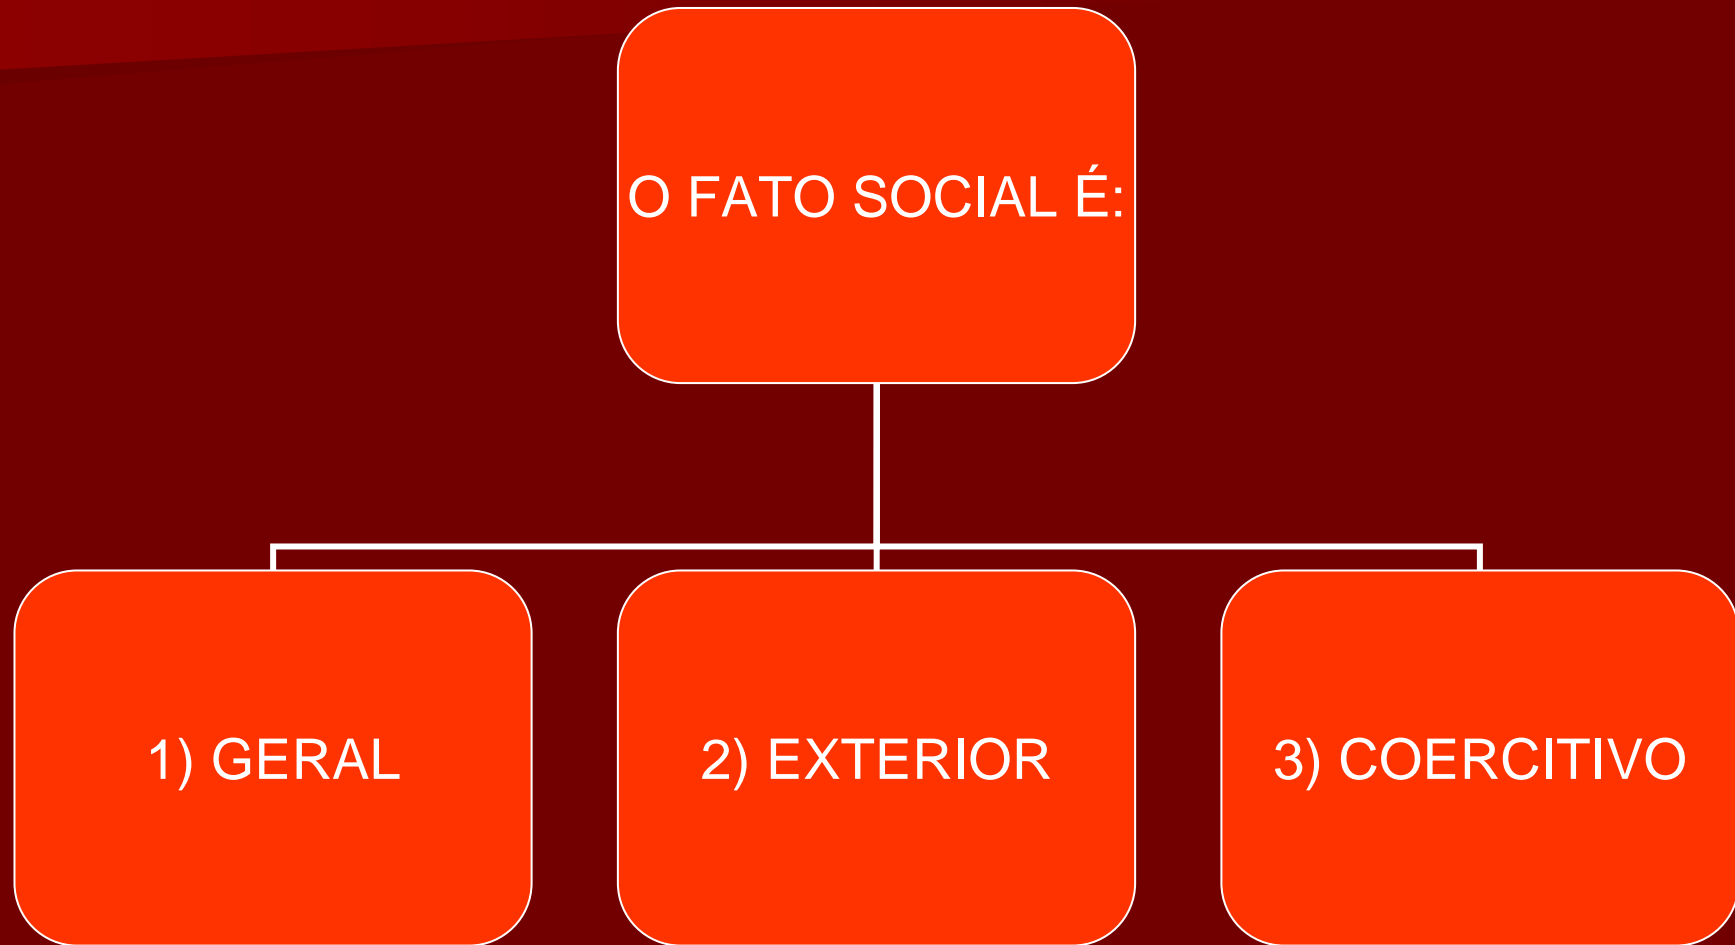 O FATO SOCIAL É:
1) GERAL
2) EXTERIOR
3) COERCITIVO